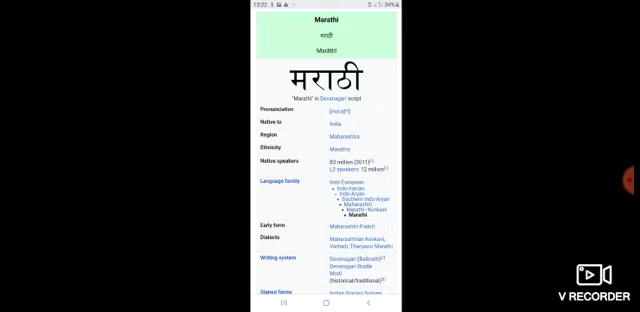 13:22
34%
Marathi
मराठी
Marāṭhī
मराठी
"Marathi" in Devanagari script
Pronunciation
Native to India
Region Maharashtra
Ethnicity Marathis
Native speakers 83 million (2011)
L2 speakers: 12 million
Language family Indo-European
Indo-Iranian
Indo-Aryan
Southern Indo-Aryan
Maharashtri
Marathi–Konkani
Marathi
Early form Maharashtri Prakrit
Dialects Maharashtrian Konkani,
Varhadi, Thanjavur Marathi
Writing system Devanagari (Balbodh)
Devanagari Braille
Modi
(historical/traditional)
Signed forms Indian Signing System
V RECORDER